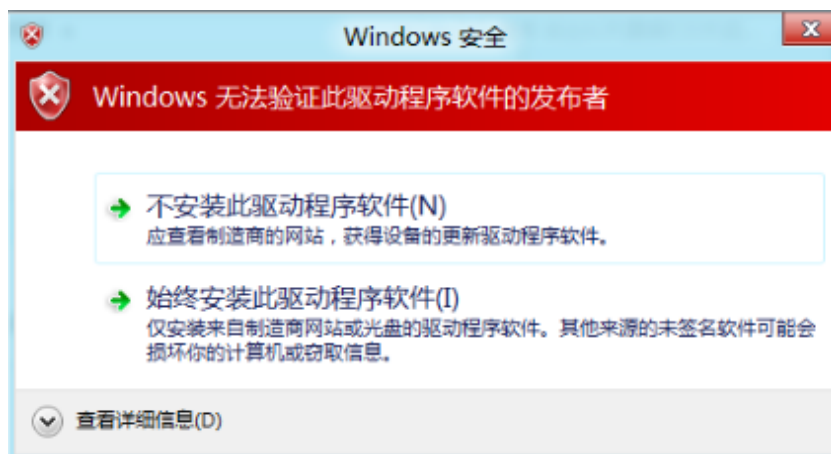 Windows 安全
Windows 无法验证此驱动程序软件的发布者
不安装此驱动程序软件(N)
应查看制造商的网站，获得设备的更新驱动程序软件。
始终安装此驱动程序软件(I)
仅安装来自制造商网站或光盘的驱动程序软件。其他来源的未签名软件可能会
损坏你的计算机或窃取信息。
查看详细信息(D)